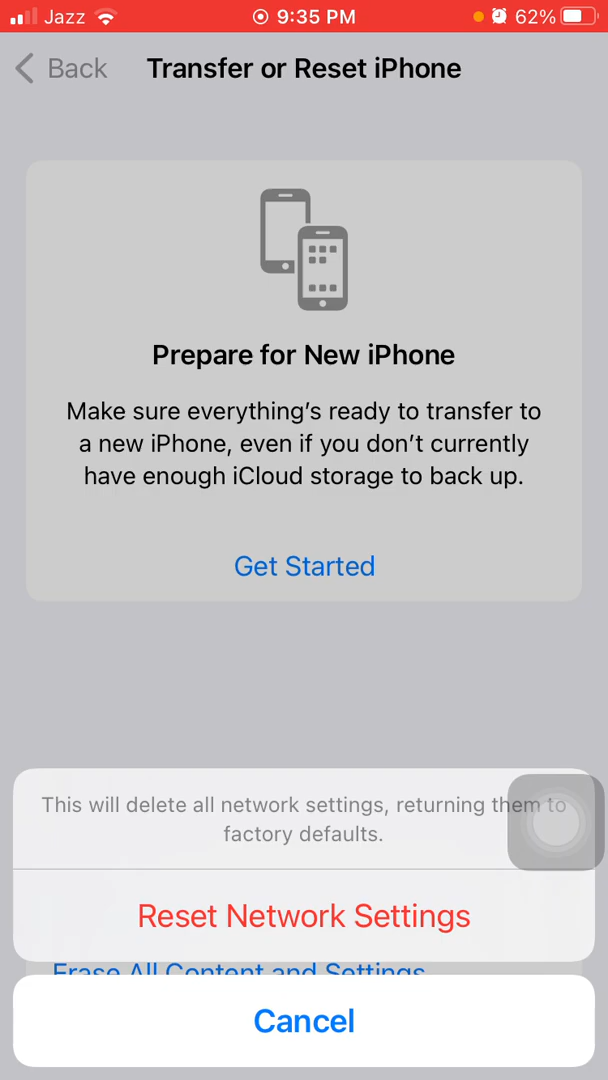 Jazz 9:35 PM 62%
Back Transfer or Reset iPhone
Prepare for New iPhone
Make sure everything's ready to transfer to
a new iPhone, even if you don't currently
have enough iCloud storage to back up.
Get Started
This will delete all network settings, returning them to
factory defaults.
Reset Network Settings
Erase All Content and Settings
Cancel